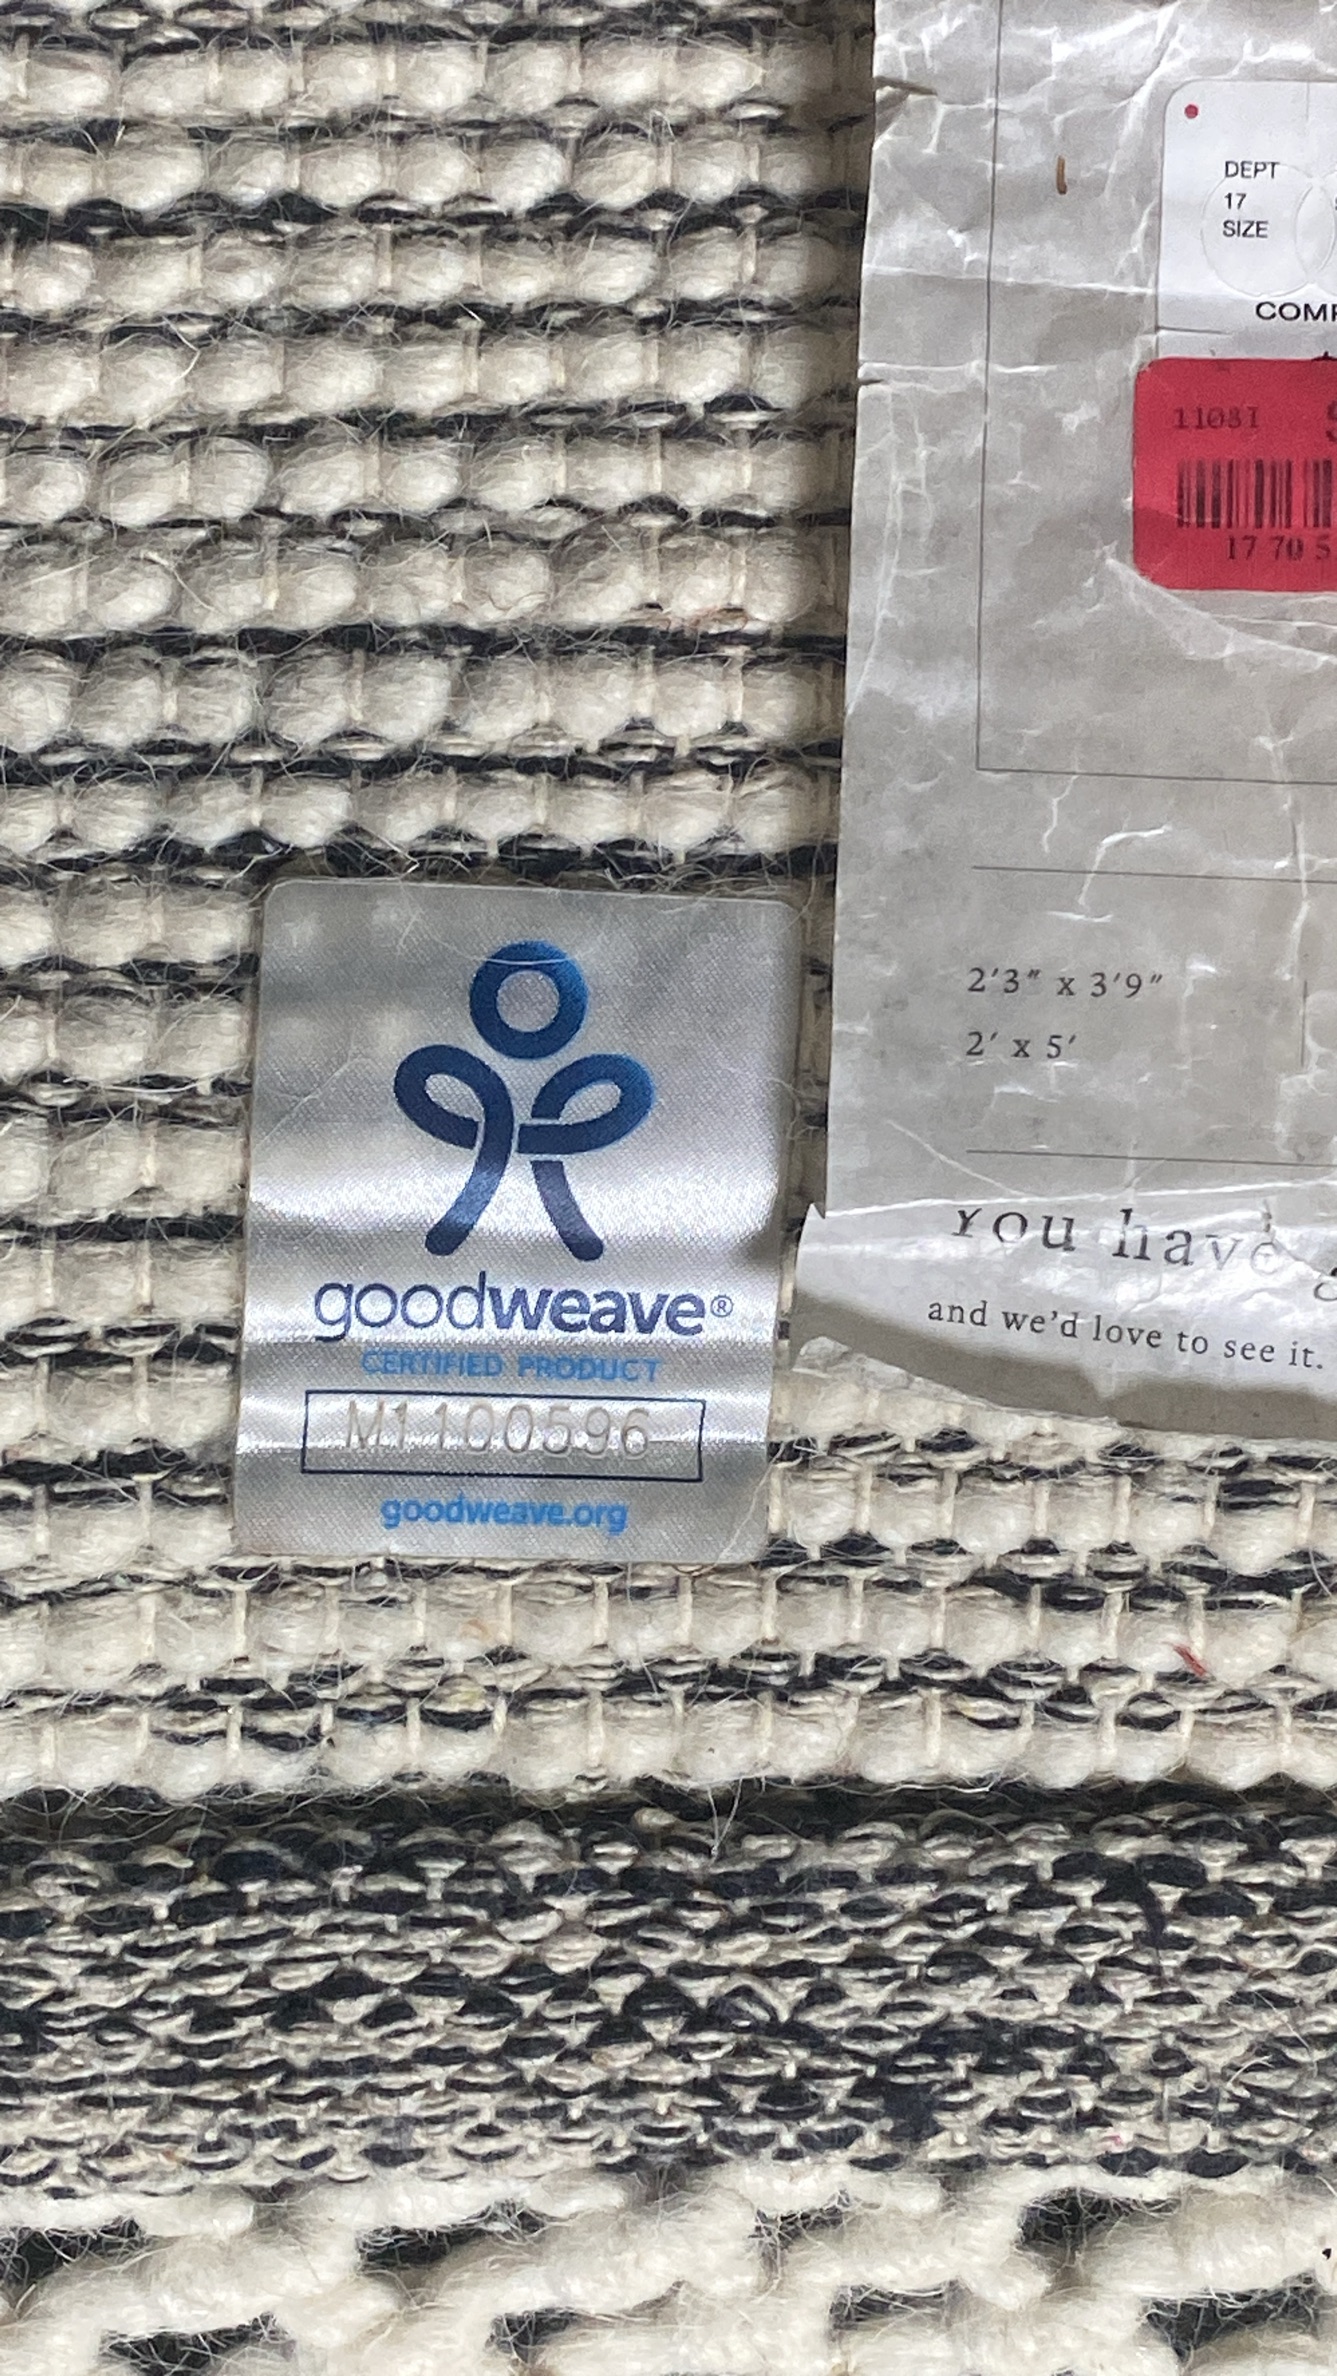 DEPT
17
SIZE
11081
17 70 5
2'3" x 3'9"
2' x 5'
You have
and we'd love to see it.
goodweave®
CERTIFIED PRODUCT
M1100596
goodweave.org